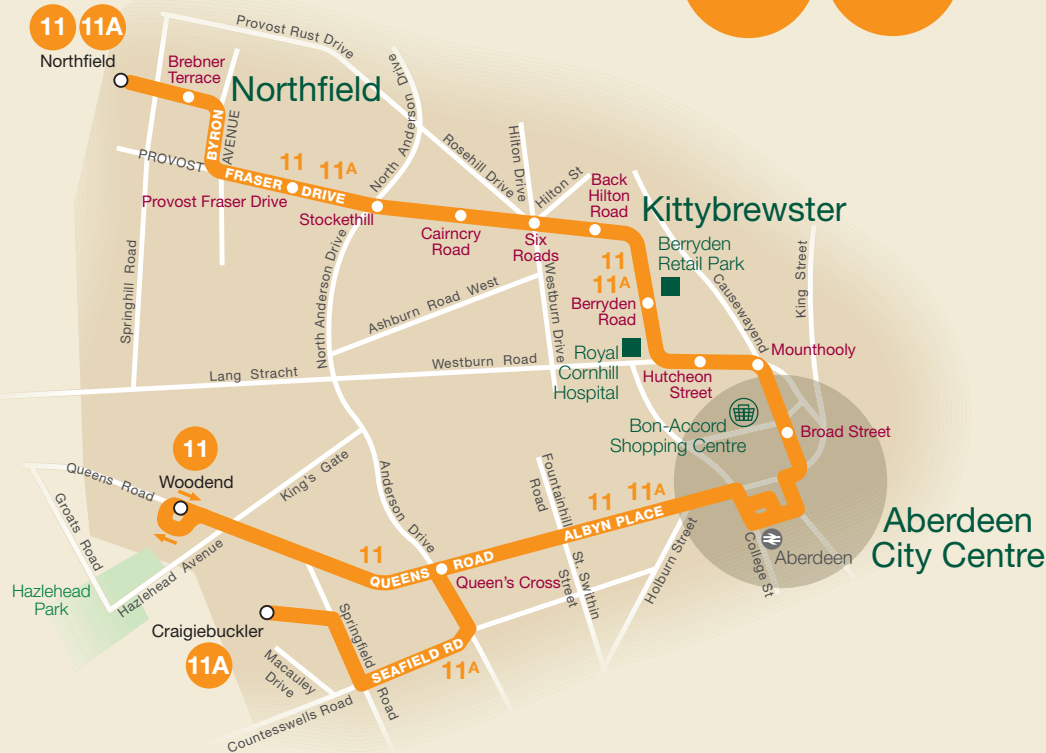 11 11A
Northfield
Brebner
Terrace
Northfield
Provost Rust Drive
North Anderson Drive
BYRON
AVENUE
PROVOST
FRASER DRIVE
11 11A
Provost Fraser Drive
Stockethill
Rosehill Drive
Hilton Drive
Hilton St
Cairncry
Road
Six
Roads
Back
Hilton
Road
Kittybrewster
Berryden
Retail Park
11
11A
Berryden
Road
Causewayend
King Street
Springhill Road
North Anderson Drive
Ashburn Road West
Westburn Drive
Lang Stracht
Westburn Road
Royal
Cornhill
Hospital
Hutcheon
Street
Mounthooly
Bon-Accord
Shopping Centre
Broad Street
11
Woodend
Queens Road
Groats Road
King's Gate
Anderson Drive
Fountainhill
Road
11 11A
ALBYN PLACE
Aberdeen
City Centre
Aberdeen
College St
Holburn Street
St. Swithin
Street
11
QUEENS ROAD
Queen's Cross
Hazlehead
Park
Hazlehead Avenue
Craigiebuckler
11A
Springfield
Road
SEAFIELD RD
11A
Macauley
Drive
Countesswells Road